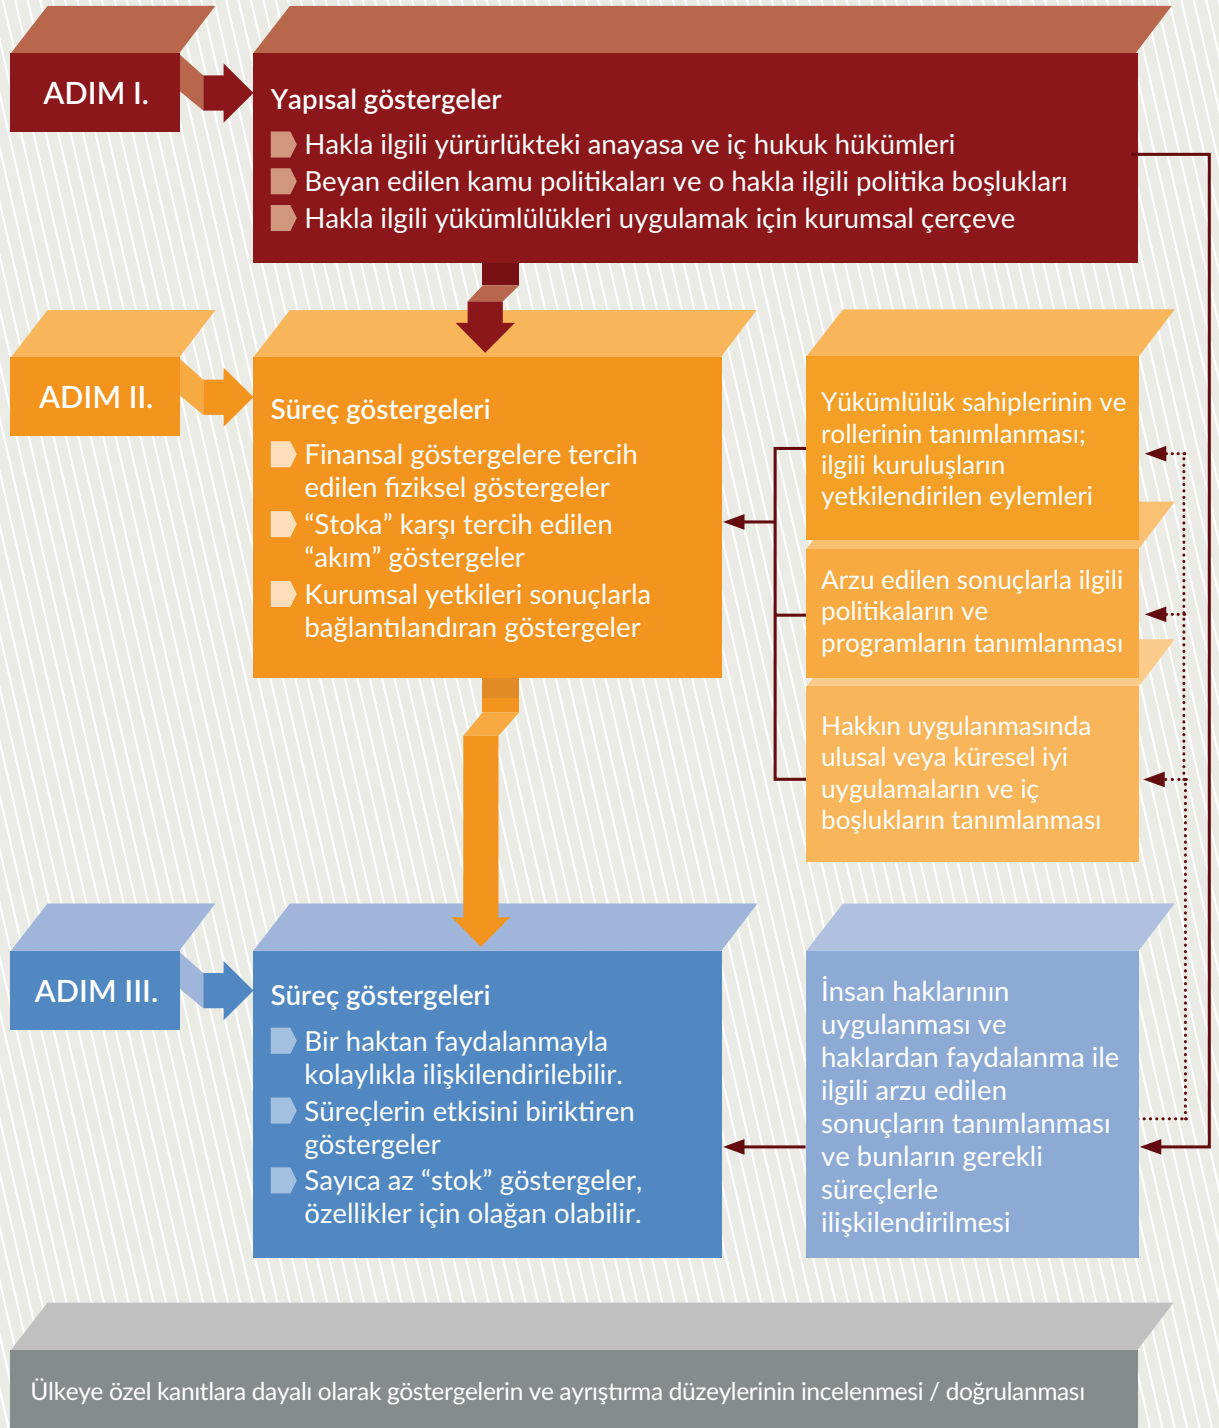 ADIM I.
Yapısal göstergeler
Hakla ilgili yürürlükteki anayasa ve iç hukuk hükümleri
Beyan edilen kamu politikaları ve o hakla ilgili politika boşlukları
Hakla ilgili yükümlülükleri uygulamak için kurumsal çerçeve
ADIM II.
Süreç göstergeleri
Finansal göstergelere tercih
edilen fiziksel göstergeler
“Stoka” karşı tercih edilen
“akım” göstergeler
Kurumsal yetkileri sonuçlarla
bağlantılandıran göstergeler
Yükümlülük sahiplerinin ve
rollerinin tanımlanması;
ilgili kuruluşların
yetkilendirilen eylemleri
Arzu edilen sonuçlarla ilgili
politikaların ve
programların tanımlanması
Hakkın uygulanmasında
ulusal veya küresel iyi
uygulamaların ve iç
boşlukların tanımlanması
ADIM III.
Süreç göstergeleri
Bir haktan faydalanmayla
kolaylıkla ilişkilendirilebilir.
Süreçlerin etkisini biriktiren
göstergeler
Sayıca az “stok” göstergeler,
özellikler için olağan olabilir.
İnsan haklarının
uygulanması ve
haklardan faydalanma ile
ilgili arzu edilen
sonuçların tanımlanması
ve bunların gerekli
süreçlerle
ilişkilendirilmesi
Ülkeye özel kanıtlara dayalı olarak göstergelerin ve ayrıştırma düzeylerinin incelenmesi / doğrulanması